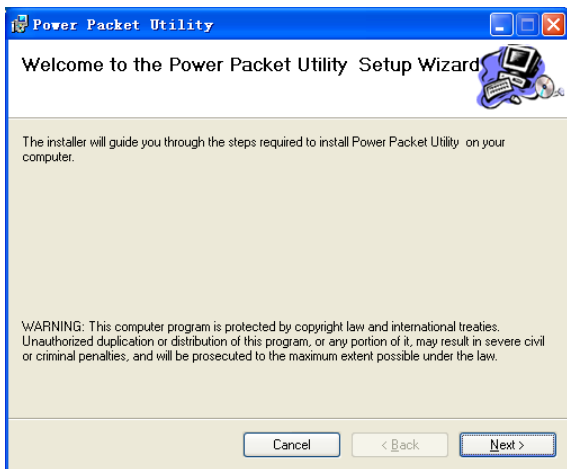 Power Packet Utility
Welcome to the Power Packet Utility Setup Wizard
The installer will guide you through the steps required to install Power Packet Utility on your
computer.
WARNING: This computer program is protected by copyright law and international treaties.
Unauthorized duplication or distribution of this program, or any portion of it, may result in severe civil
or criminal penalties, and will be prosecuted to the maximum extent possible under the law.
Cancel < Back Next >